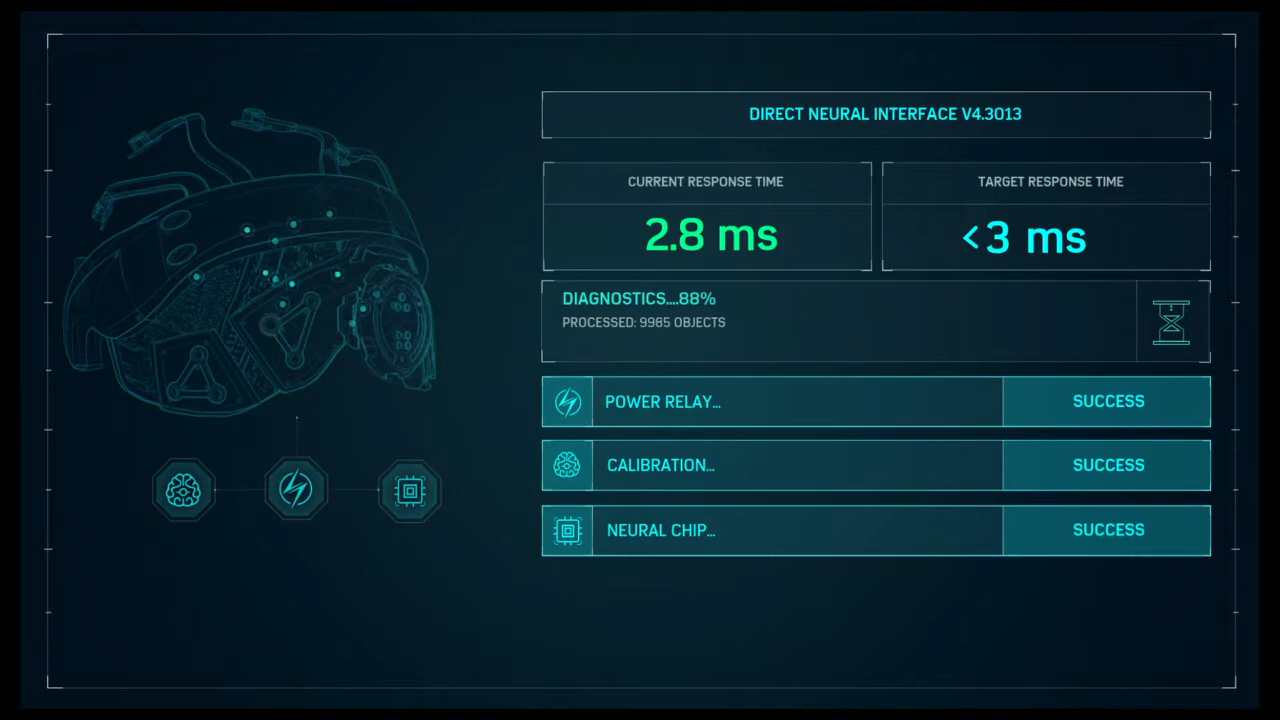 DIRECT NEURAL INTERFACE V4.3013
CURRENT RESPONSE TIME
2.8 ms
TARGET RESPONSE TIME
<3 ms
DIAGNOSTICS....88%
PROCESSED: 9985 OBJECTS
POWER RELAY...
SUCCESS
CALIBRATION...
SUCCESS
NEURAL CHIP...
SUCCESS